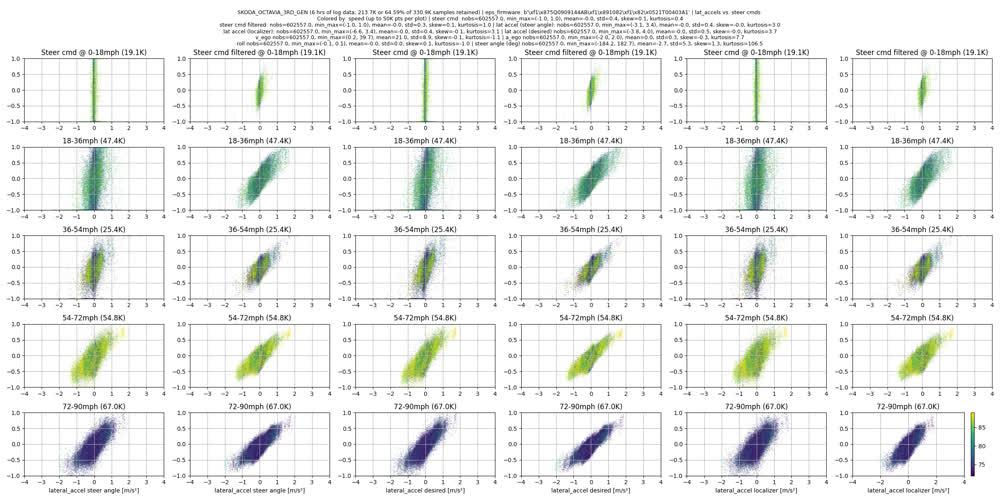 SKODA_OCTAVIA_3RD_GEN (6 hrs of log data; 213.7 K or 64.59% of 330.9K samples retained) | eps_firmware: b'\xf1\x875Q0909144AB\xf1\x891082\xf1\x82\x0521T00403A1' | lat_accels vs. steer cmds
Colored by speed (up to 50K pts per plot) | steer cmd nobs=602557.0, min_max=(-1.0, 1.0), mean=-0.0, std=0.4, skew=0.1, kurtosis=0.4
steer cmd filtered: nobs=602557.0, min_max=(-1.0, 1.0), mean=-0.0, std=0.3, skew=0.1, kurtosis=1.0 | lat accel (steer angle): nobs=602557.0, min_max=(-3.1, 3.4), mean=-0.0, std=0.4, skew=-0.0, kurtosis=3.0
lat accel (localizer): nobs=602557.0, min_max=(-6.6, 3.4), mean=-0.0, std=0.4, skew=-0.1, kurtosis=3.1 | lat accel (desired) nobs=602557.0, min_max=(-3.8, 4.0), mean=-0.0, std=0.5, skew=-0.0, kurtosis=3.7
v_ego nobs=602557.0, min_max=(0.2, 39.7), mean=21.0, std=8.9, skew=-0.1, kurtosis=-1.1 | a_ego nobs=602557.0, min_max=(-2.0, 2.0), mean=0.0, std=0.3, skew=-0.3, kurtosis=7.7
roll nobs=602557.0, min_max=(-0.1, 0.1), mean=-0.0, std=0.0, skew=0.1, kurtosis=-1.0 | steer angle (deg) nobs=602557.0, min_max=(-184.2, 182.7), mean=-2.7, std=5.3, skew=1.3, kurtosis=106.5
Steer cmd @ 0-18mph (19.1K)
Steer cmd filtered @ 0-18mph (19.1K)
Steer cmd @ 0-18mph (19.1K)
Steer cmd filtered @ 0-18mph (19.1K)
Steer cmd @ 0-18mph (19.1K)
Steer cmd filtered @ 0-18mph (19.1K)
18-36mph (47.4K)
18-36mph (47.4K)
18-36mph (47.4K)
18-36mph (47.4K)
18-36mph (47.4K)
18-36mph (47.4K)
36-54mph (25.4K)
36-54mph (25.4K)
36-54mph (25.4K)
36-54mph (25.4K)
36-54mph (25.4K)
36-54mph (25.4K)
54-72mph (54.8K)
54-72mph (54.8K)
54-72mph (54.8K)
54-72mph (54.8K)
54-72mph (54.8K)
54-72mph (54.8K)
72-90mph (67.0K)
72-90mph (67.0K)
72-90mph (67.0K)
72-90mph (67.0K)
72-90mph (67.0K)
72-90mph (67.0K)
85
80
75
lateral_accel steer angle [m/s²]
lateral_accel steer angle [m/s²]
lateral_accel desired [m/s²]
lateral_accel desired [m/s²]
lateral_accel localizer [m/s²]
lateral_accel localizer [m/s²]